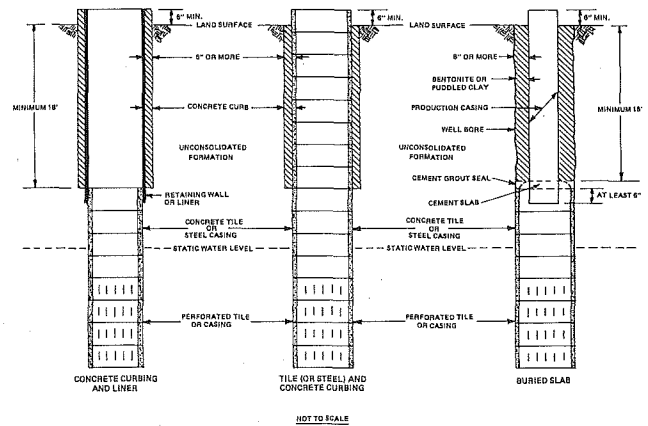 6" MIN.
LAND SURFACE
6" MIN.
LAND SURFACE
6" MIN.
6" OR MORE
6" OR MORE
BENTONITE OR
PUDDLED CLAY
MINIMUM 18'
CONCRETE CURB
PRODUCTION CASING
MINIMUM 18'
WELL BORE
UNCONSOLIDATED
FORMATION
UNCONSOLIDATED
FORMATION
CEMENT GROUT SEAL
RETAINING WALL
OR LINER
CEMENT SLAB
AT LEAST 6"
CONCRETE TILE
OR
STEEL CASING
CONCRETE TILE
OR
STEEL CASING
STATIC WATER LEVEL
STATIC WATER LEVEL
PERFORATED TILE
OR CASING
PERFORATED TILE
OR CASING
CONCRETE CURBING
AND LINER
TILE (OR STEEL) AND
CONCRETE CURBING
BURIED SLAB
NOT TO SCALE